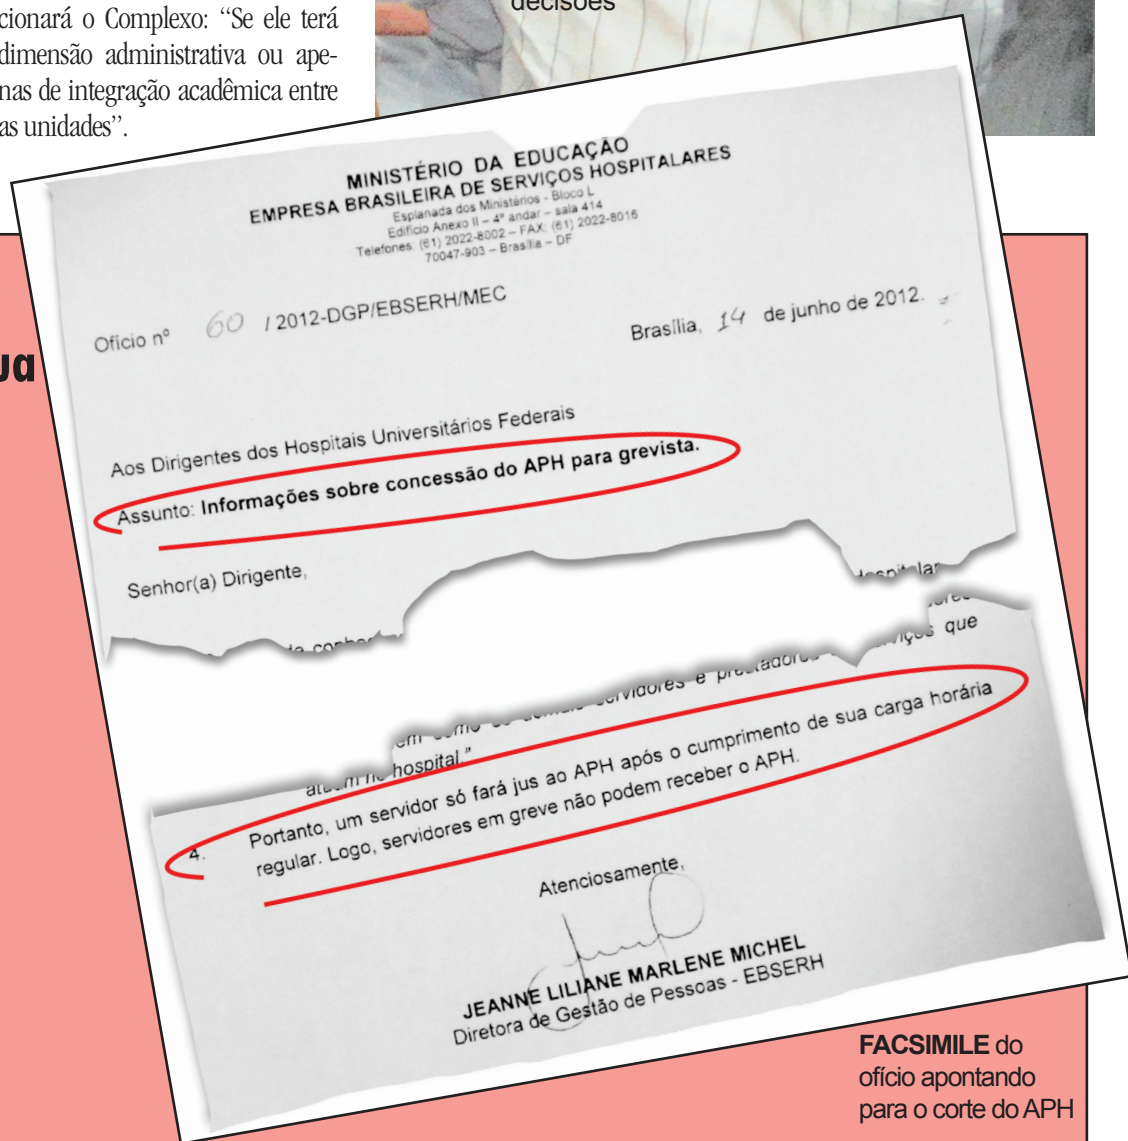 cionará o Complexo: “Se ele terá
dimensão administrativa ou ape-
nas de integração acadêmica entre
as unidades”.
decisões
MINISTÉRIO DA EDUCAÇÃO
EMPRESA BRASILEIRA DE SERVIÇOS HOSPITALARES
Esplanada dos Ministérios - Bloco L
Edifício Anexo II – 4º andar – sala 414
Telefones: (61) 2022-8002 – FAX: (61) 2022-8016
70047-903 – Brasília – DF
Ofício nº 60 / 2012-DGP/EBSERH/MEC
Brasília, 14 de junho de 2012.
ua
Aos Dirigentes dos Hospitais Universitários Federais
Assunto: Informações sobre concessão do APH para grevista.
Senhor(a) Dirigente,
servidores e prestadores
que
hospital.”
4. Portanto, um servidor só fará jus ao APH após o cumprimento de sua carga horária
regular. Logo, servidores em greve não podem receber o APH.
Atenciosamente,
JEANNE LILIANE MARLENE MICHEL
Diretora de Gestão de Pessoas - EBSERH
FACSIMILE do
ofício apontando
para o corte do APH